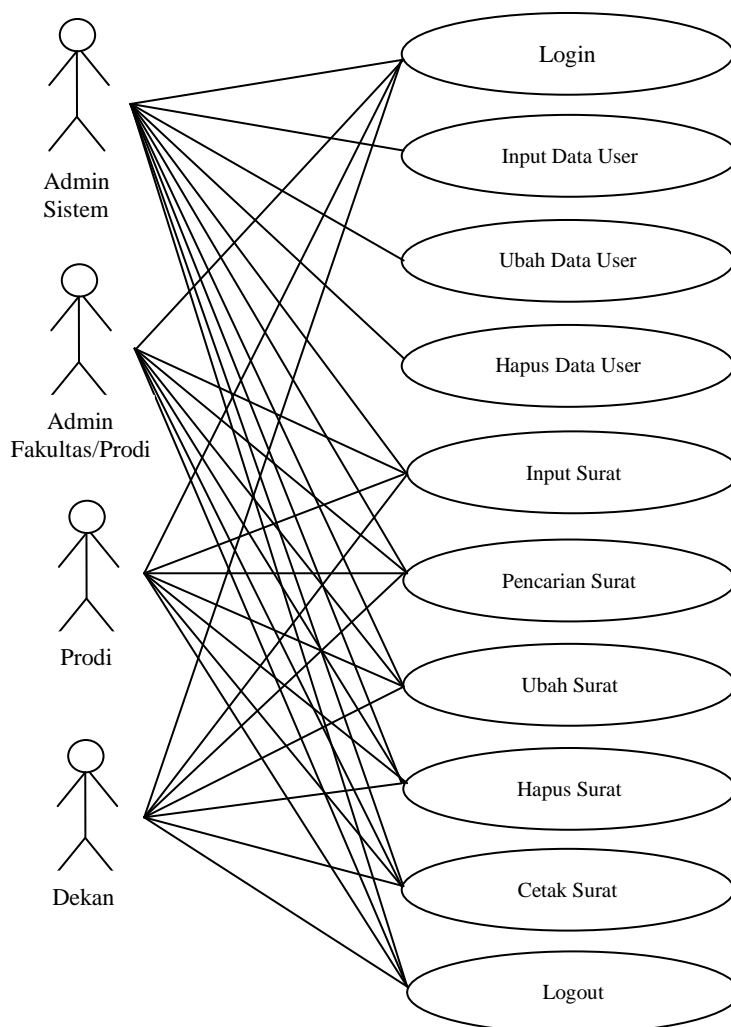 Admin
Sistem
Admin
Fakultas/Prodi
Prodi
Dekan
Login
Input Data User
Ubah Data User
Hapus Data User
Input Surat
Pencarian Surat
Ubah Surat
Hapus Surat
Cetak Surat
Logout